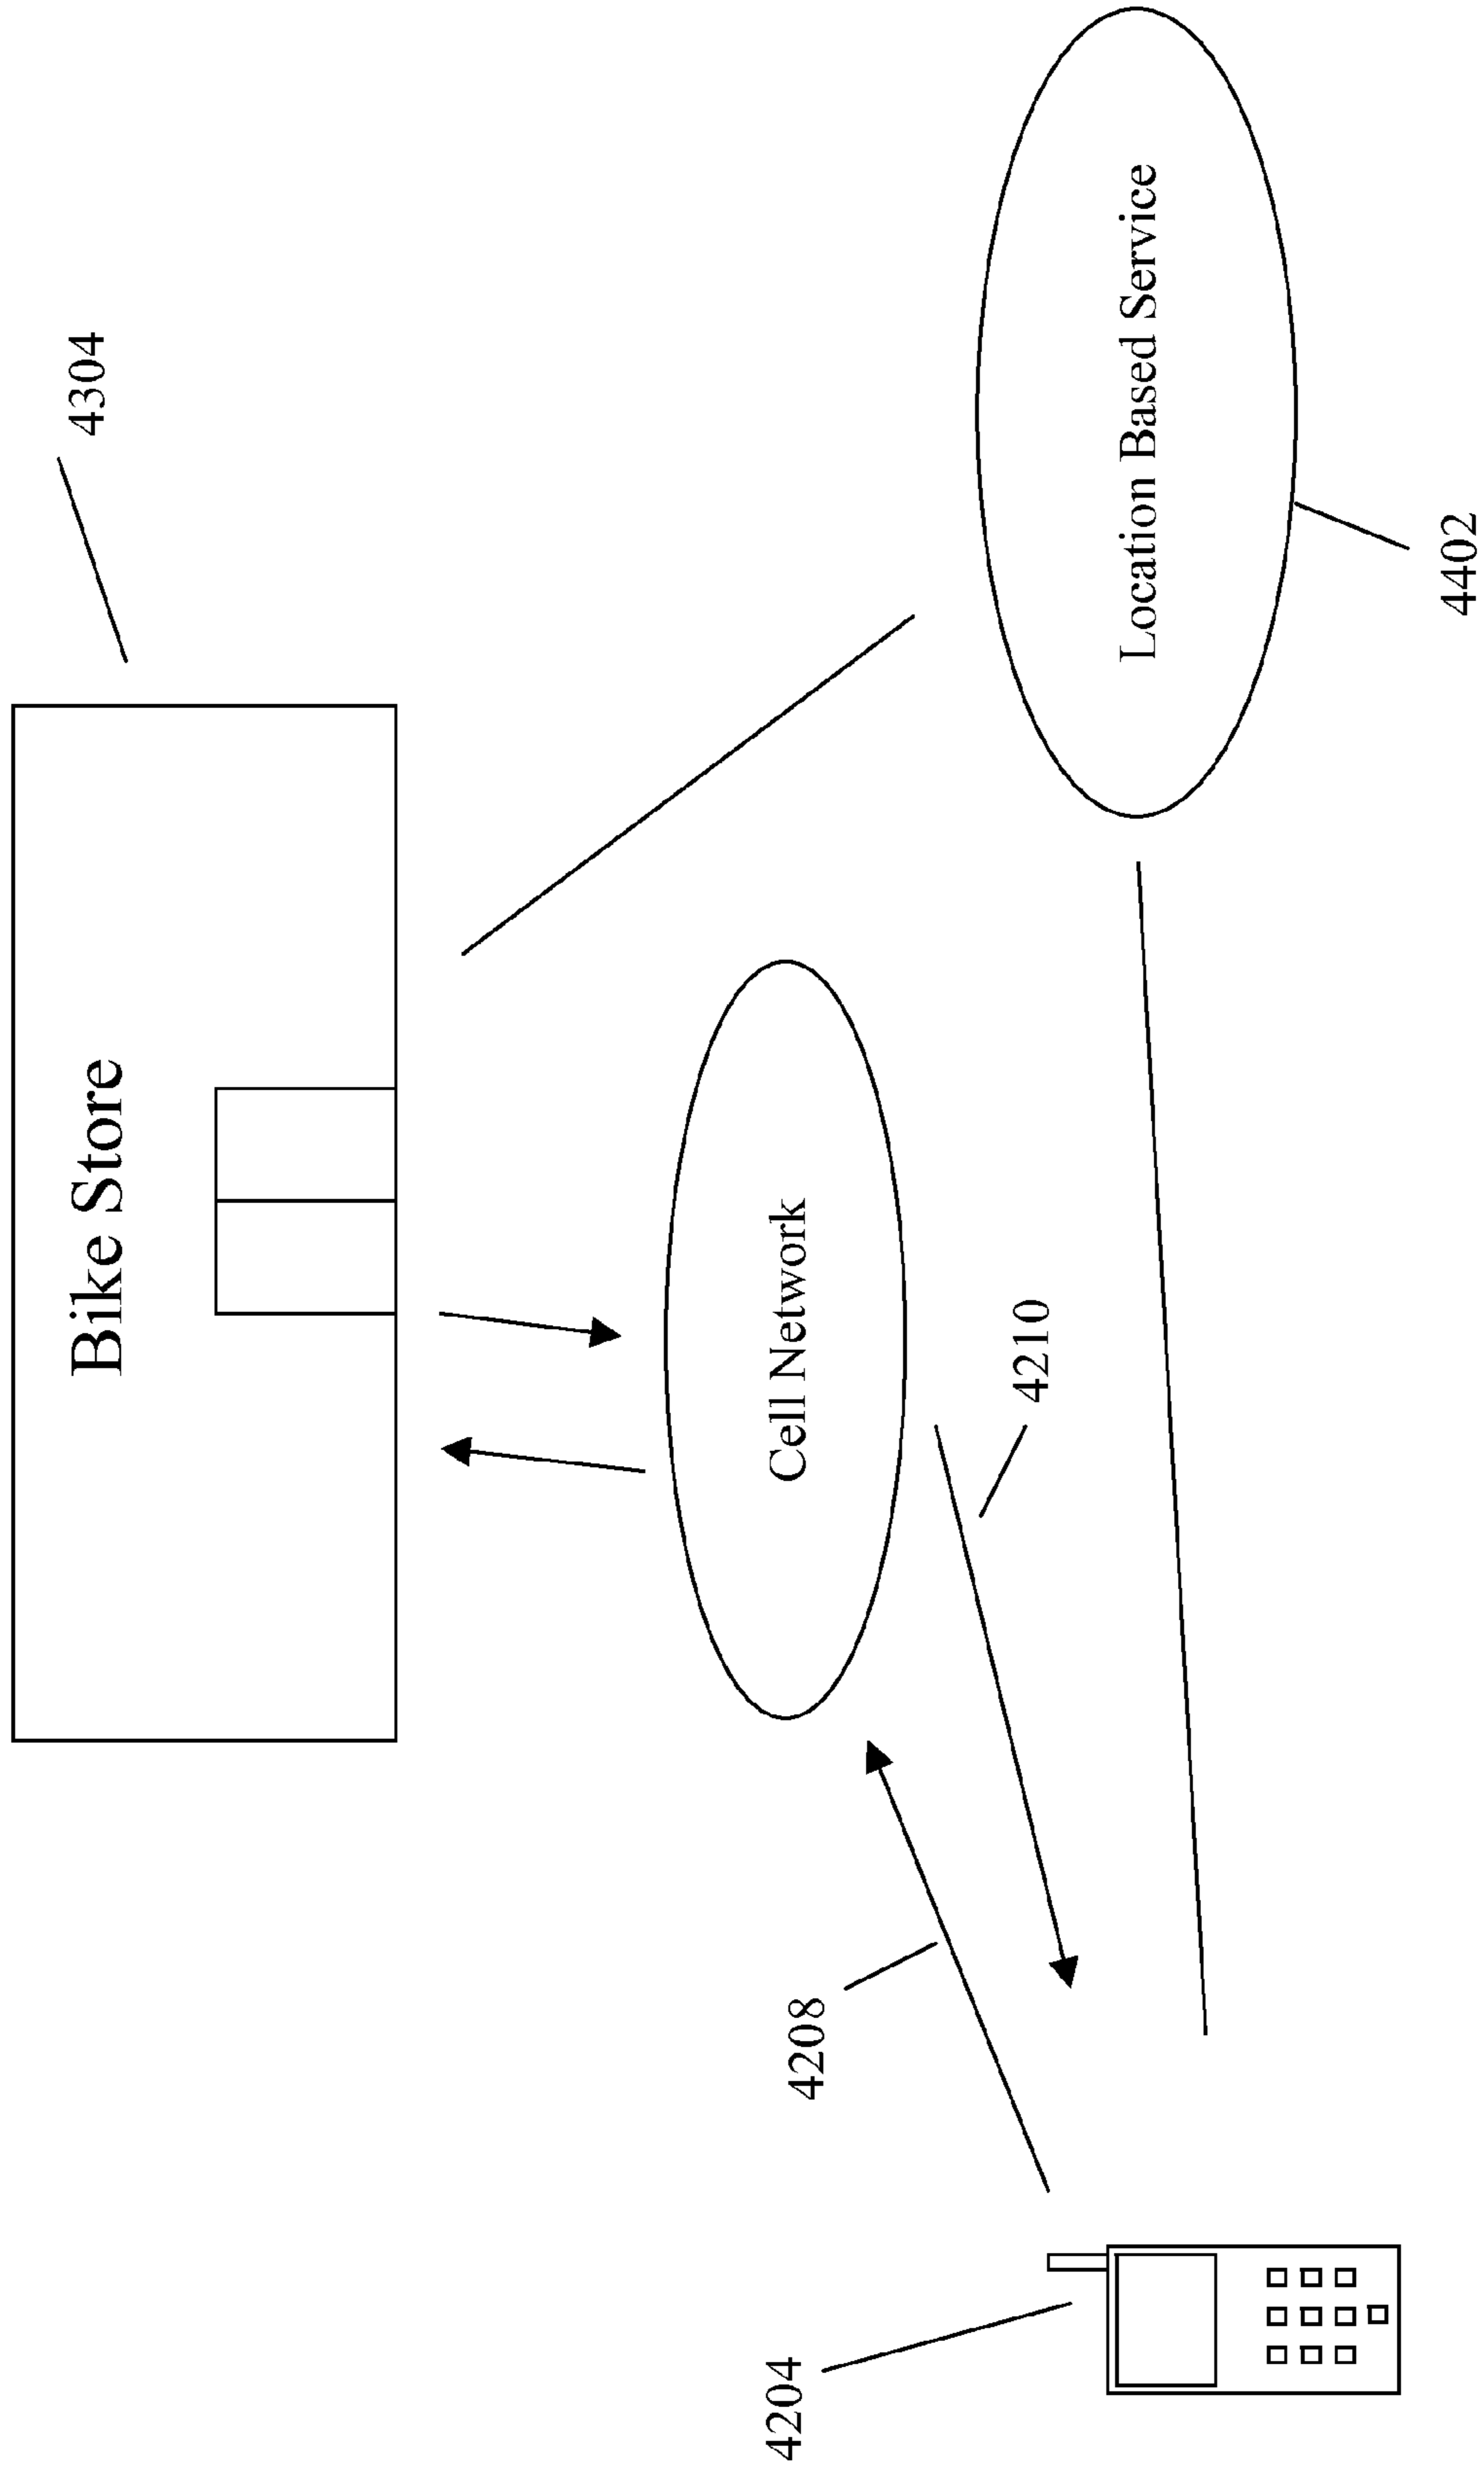 4304
Bike Store
Cell Network
4210
4208
4204
Location Based Service
4402